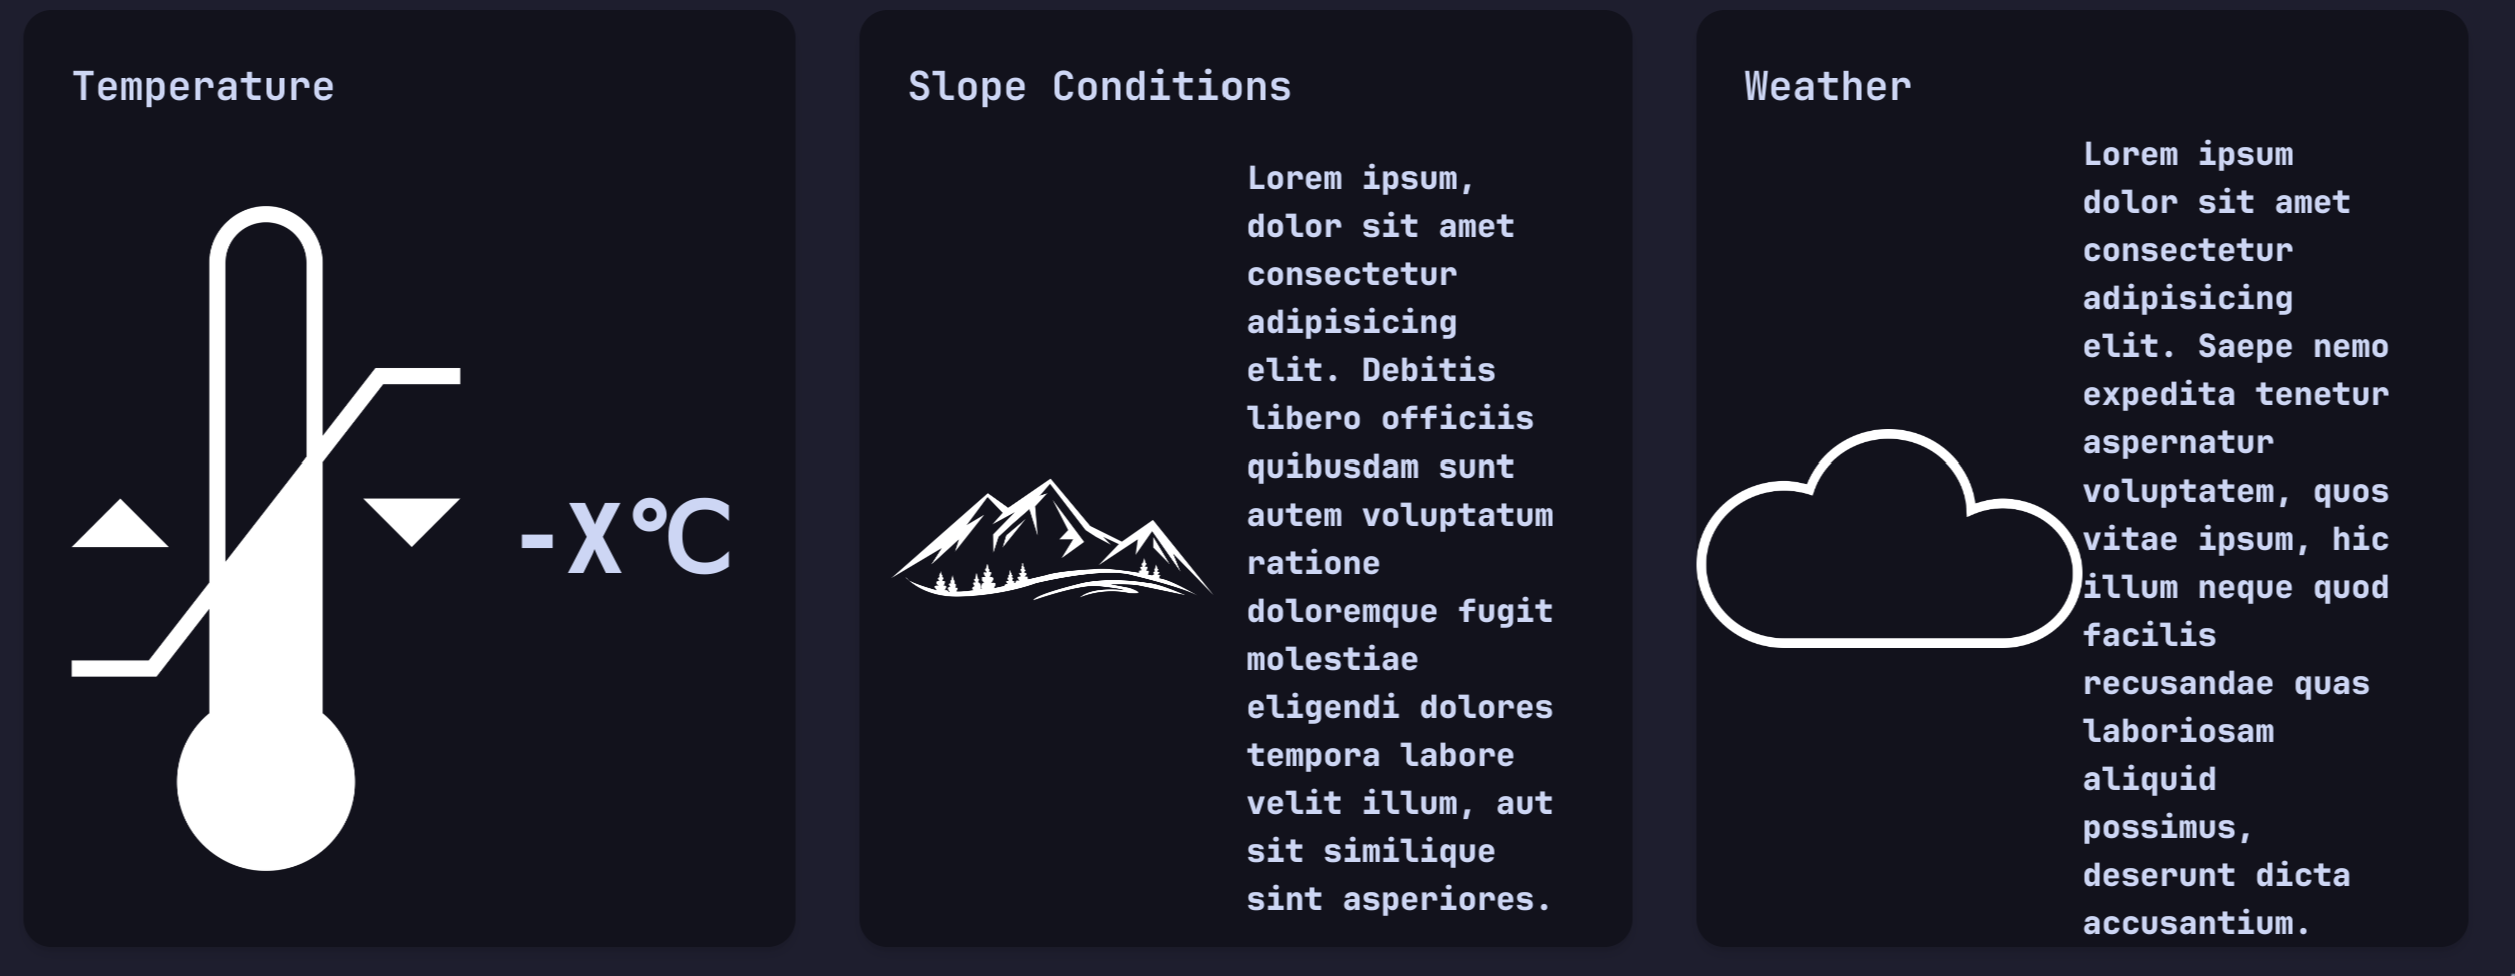 Temperature
-X°C
Slope Conditions
Lorem ipsum,
dolor sit amet
consectetur
adipisicing
elit. Debitis
libero officiis
quibusdam sunt
autem voluptatum
ratione
doloremque fugit
molestiae
eligendi dolores
tempora labore
velit illum, aut
sit similique
sint asperiores.
Weather
Lorem ipsum
dolor sit amet
consectetur
adipisicing
elit. Saepe nemo
expedita tenetur
aspernatur
voluptatem, quos
vitae ipsum, hic
illum neque quod
facilis
recusandae quas
laboriosam
aliquid
possimus,
deserunt dicta
accusantium.